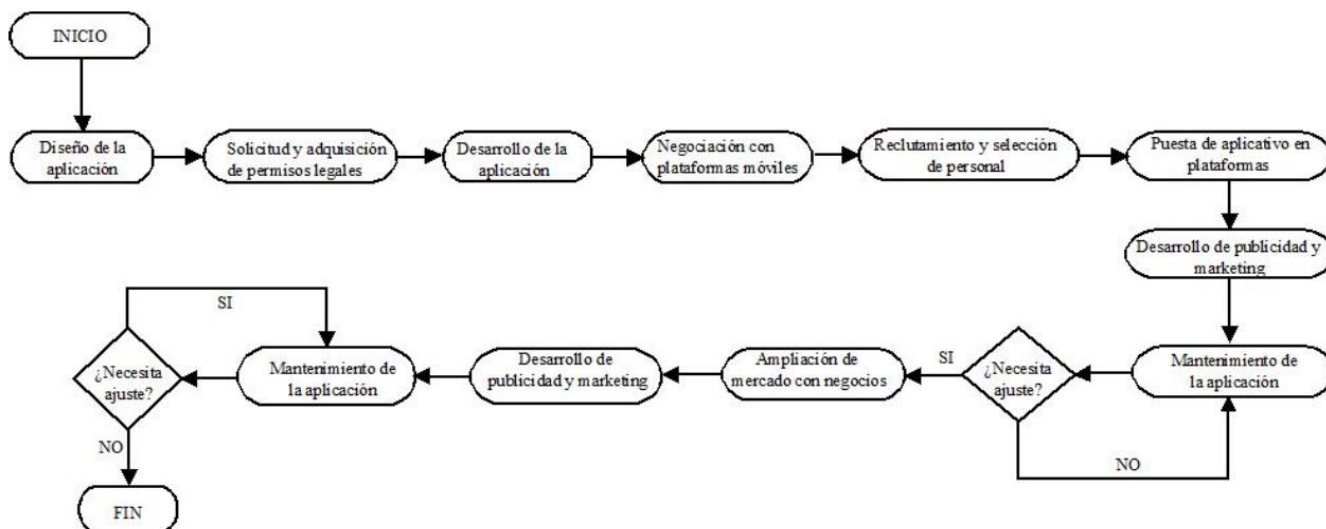 INICIO
Diseño de la
aplicación
Solicitud y adquisición
de permisos legales
Desarrollo de la
aplicación
Negociación con
plataformas móviles
Reclutamiento y selección
de personal
Puesta de aplicativo en
plataformas
Desarrollo de publicidad y
marketing
Mantenimiento de
la aplicación
¿Necesita
ajuste?
NO
SI
Ampliación de
mercado con negocios
Desarrollo de
publicidad y marketing
Mantenimiento de
la aplicación
¿Necesita
ajuste?
SI
NO
FIN